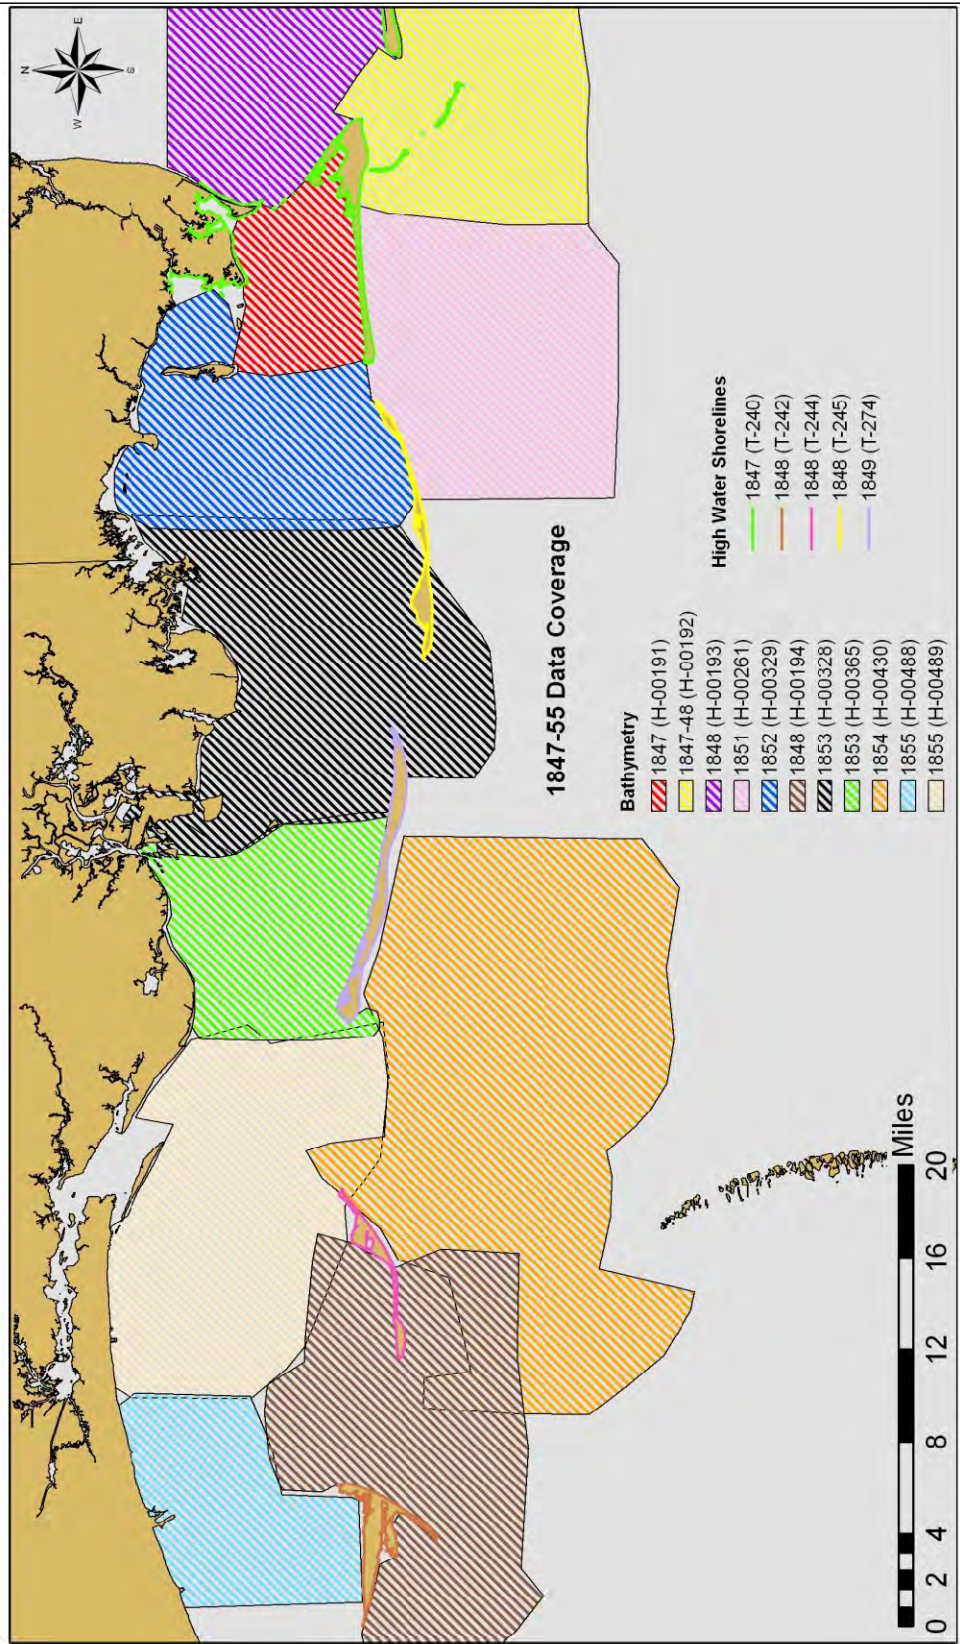 N
E
S
W
1847-55 Data Coverage
Bathymetry
1847 (H-00191)
1847-48 (H-00192)
1848 (H-00193)
1851 (H-00261)
1852 (H-00329)
1848 (H-00194)
1853 (H-00328)
1853 (H-00365)
1854 (H-00430)
1855 (H-00488)
1855 (H-00489)
High Water Shorelines
1847 (T-240)
1848 (T-242)
1848 (T-244)
1848 (T-245)
1849 (T-274)
0 2 4 8 12 16 20
Miles